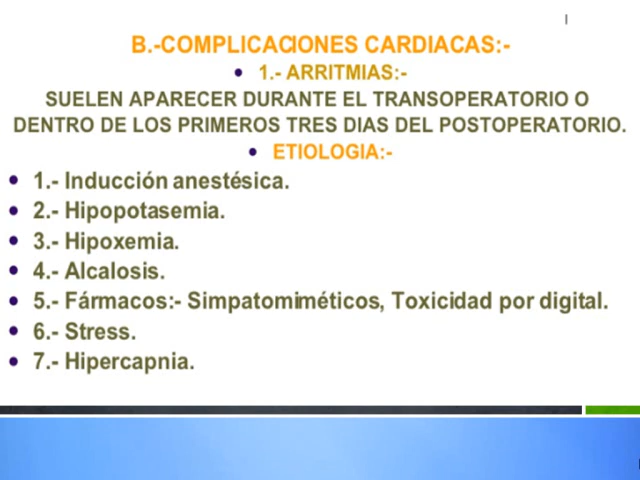 B.-COMPLICACIONES CARDIACAS:-
• 1.- ARRITMIAS:-
SUELEN APARECER DURANTE EL TRANSOPERATORIO O
DENTRO DE LOS PRIMEROS TRES DIAS DEL POSTOPERATORIO.
• ETIOLOGIA:-
• 1.- Inducción anestésica.
• 2.- Hipopotasemia.
• 3.- Hipoxemia.
• 4.- Alcalosis.
• 5.- Fármacos:- Simpatomiméticos, Toxicidad por digital.
• 6.- Stress.
• 7.- Hipercapnia.